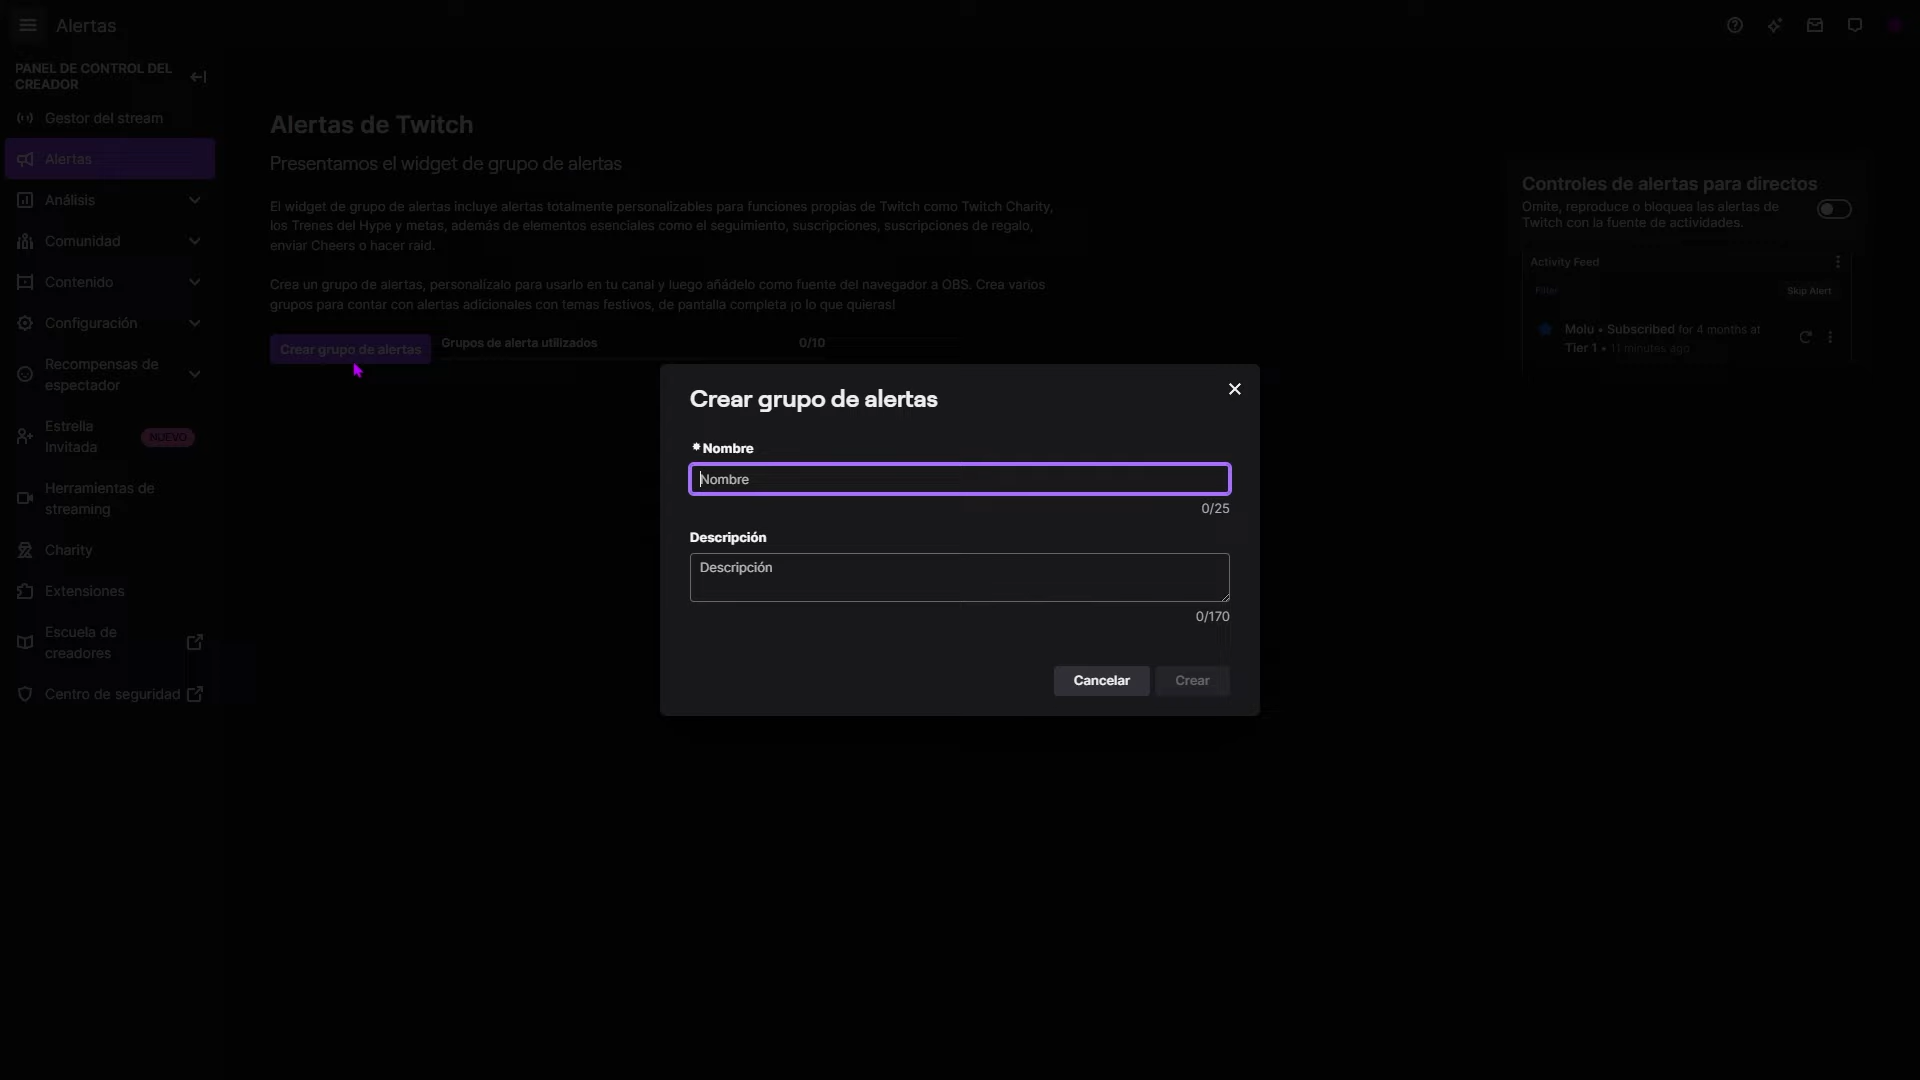 Alertas
PANEL DE CONTROL DEL
CREADOR
Gestor del stream
Alertas
Análisis
Comunidad
Contenido
Configuración
Recompensas de
espectador
Estrella
Invitada
NUEVO
Herramientas de
streaming
Charity
Extensiones
Escuela de
creadores
Centro de seguridad
Alertas de Twitch
Presentamos el widget de grupo de alertas
El widget de grupo de alertas incluye alertas totalmente personalizables para funciones propias de Twitch como Twitch Charity,
los Trenes del Hype y metas, además de elementos esenciales como el seguimiento, suscripciones, suscripciones de regalo,
enviar Cheers o hacer raid.
Crea un grupo de alertas, personalízalo para usarlo en tu canal y luego añádelo como fuente del navegador a OBS. Crea varios
grupos para contar con alertas adicionales con temas festivos, de pantalla completa ¡o lo que quieras!
Crear grupo de alertas
Grupos de alerta utilizados 0/10
Controles de alertas para directos
Omite, reproduce o bloquea las alertas de
Twitch con la fuente de actividades.
Activity Feed
Filter
Skip Alert
Molu • Subscribed for 4 months at
Tier 1 • 11 minutes ago
Crear grupo de alertas
* Nombre
Nombre
0/25
Descripción
Descripción
0/170
Cancelar
Crear